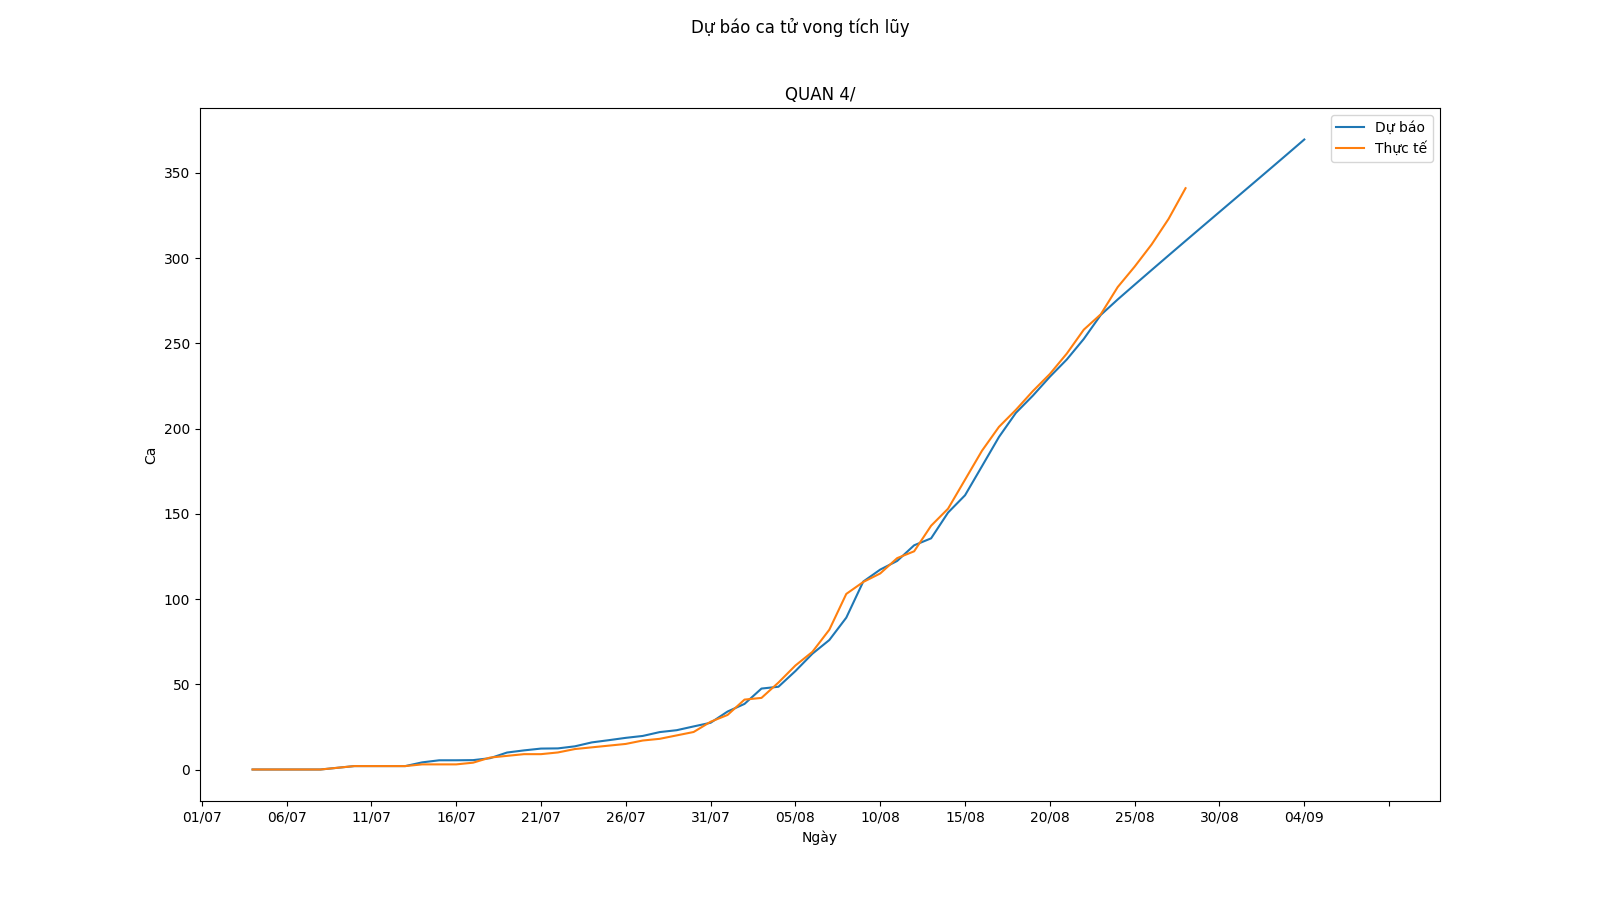 Dự báo ca tử vong tích lũy
QUAN 4/
Dự báo
Thực tế
350
300
250
200
150
100
50
0
Ca
01/07 06/07 11/07 16/07 21/07 26/07 31/07 05/08 10/08 15/08 20/08 25/08 30/08 04/09
Ngày